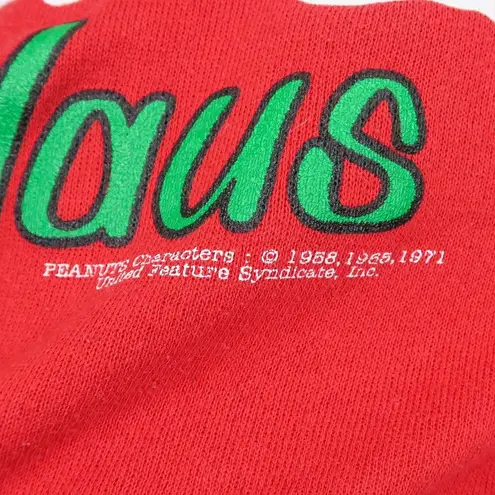 laus
PEANUTS Characters : © 1958, 1965, 1971
United Feature Syndicate, Inc.